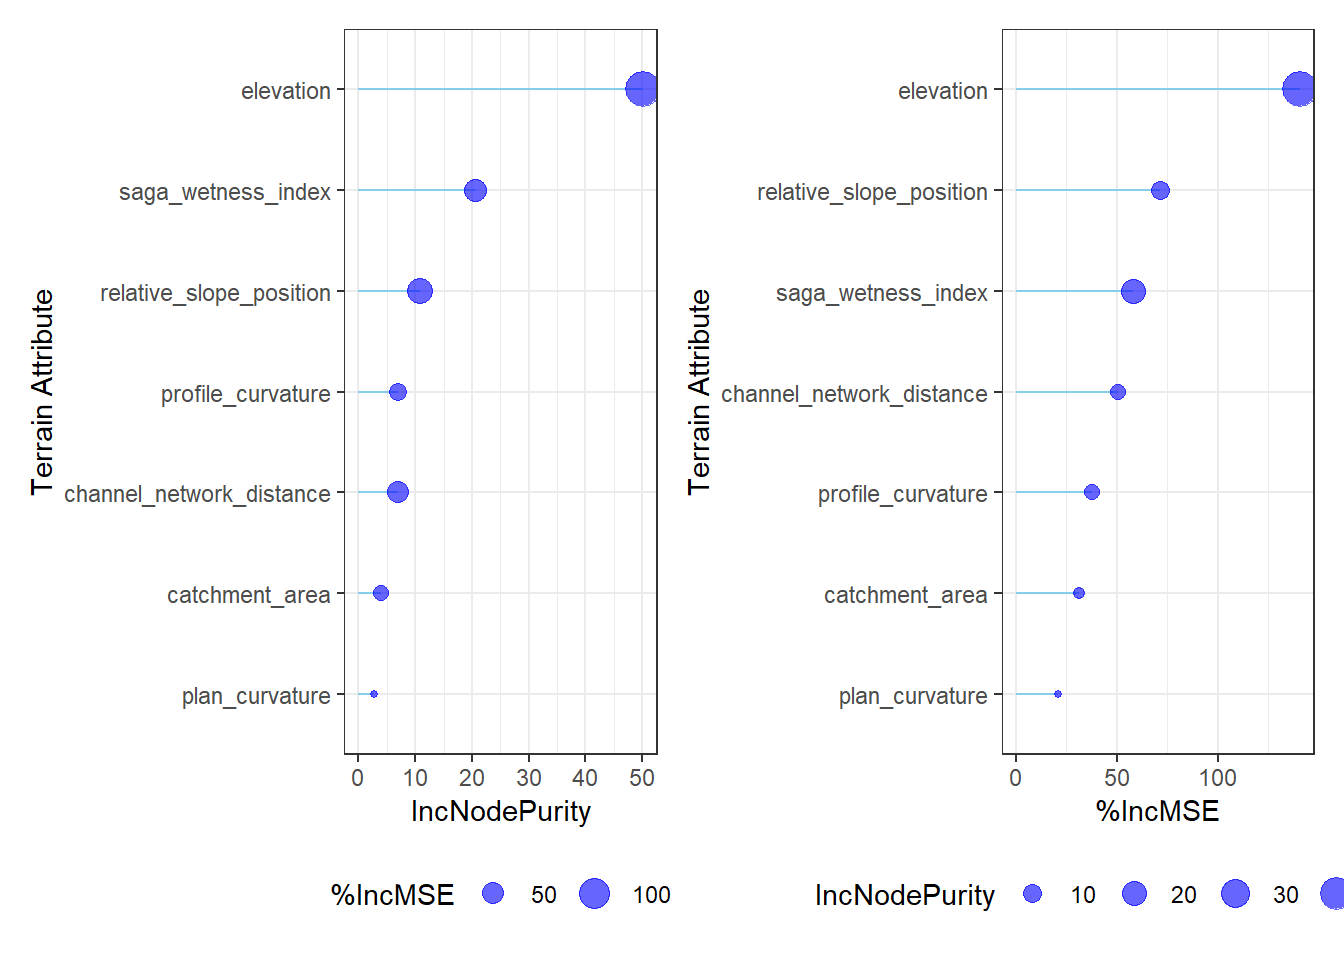 elevation
saga_wetness_index
relative_slope_position
profile_curvature
channel_network_distance
catchment_area
plan_curvature
Terrain Attribute
0 10 20 30 40 50
IncNodePurity
%IncMSE 50 100
elevation
relative_slope_position
saga_wetness_index
channel_network_distance
profile_curvature
catchment_area
plan_curvature
Terrain Attribute
0 50 100
%IncMSE
IncNodePurity 10 20 30